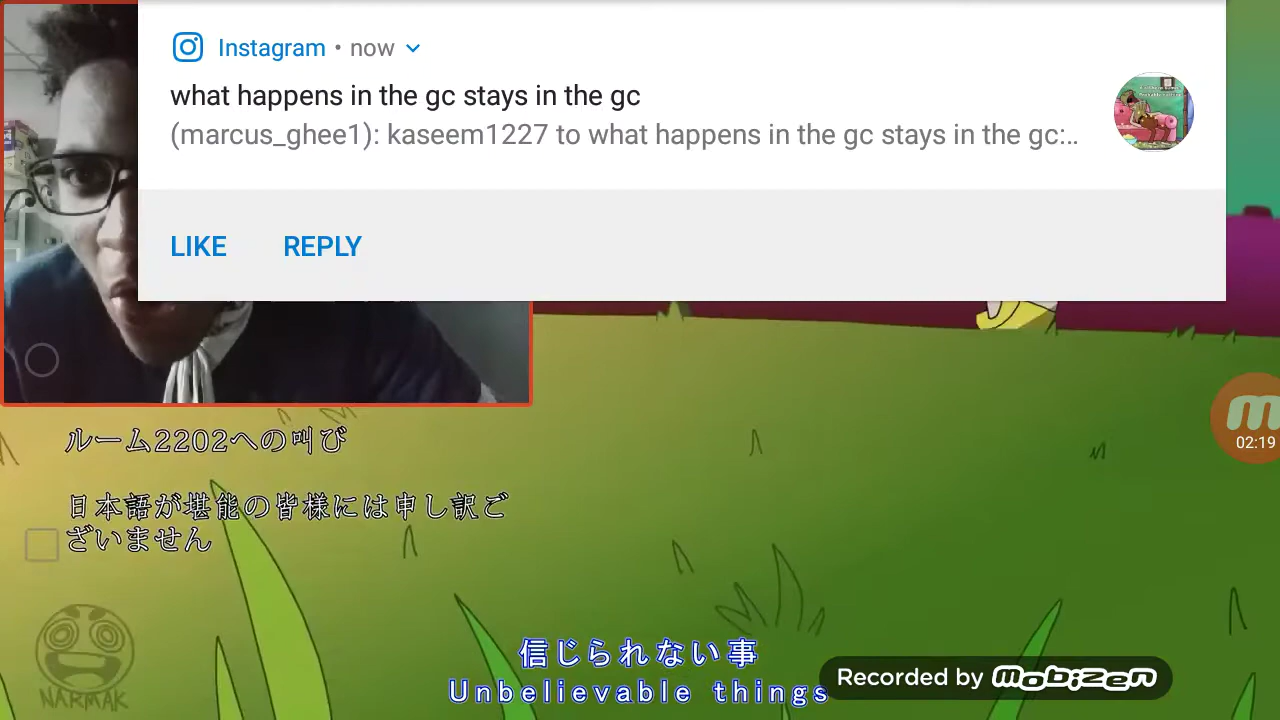 Instagram • now
what happens in the gc stays in the gc
(marcus_ghee1): kaseem1227 to what happens in the gc stays in the gc:...
LIKE REPLY
02:19
ルーム2202への叫び
日本語が堪能の皆様には申し訳ご
ざいません
信じられない事
Unbelievable things
Recorded by mobizen
NARMAK